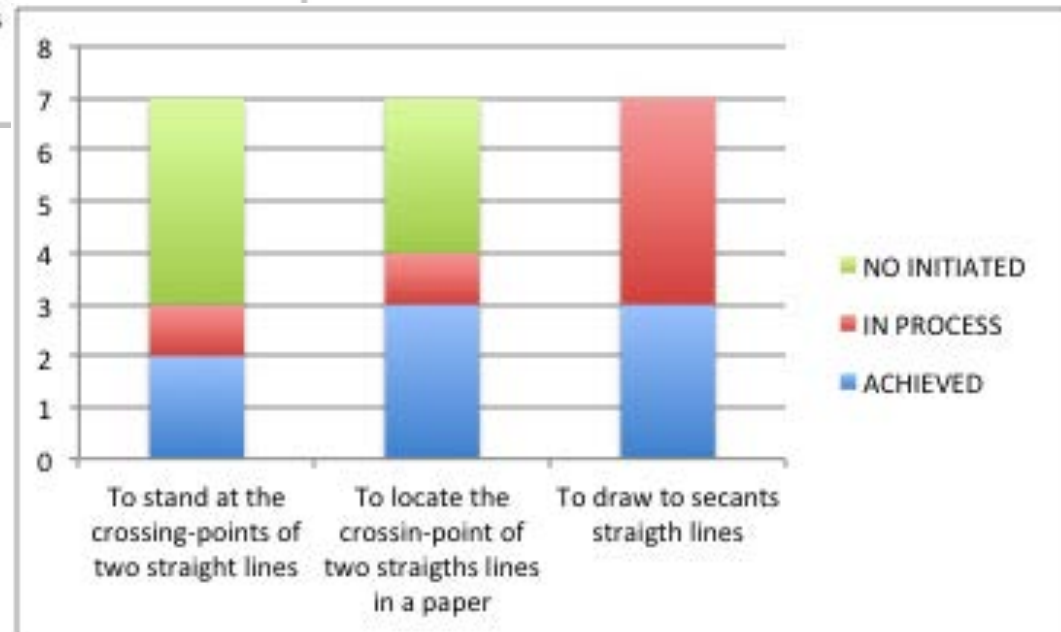 8
7
6
5
4
3
2
1
0
To stand at the
crossing-points of
two straight lines
To locate the
crossin-point of
two straigths lines
in a paper
To draw to secants
straigth lines
NO INITIATED
IN PROCESS
ACHIEVED